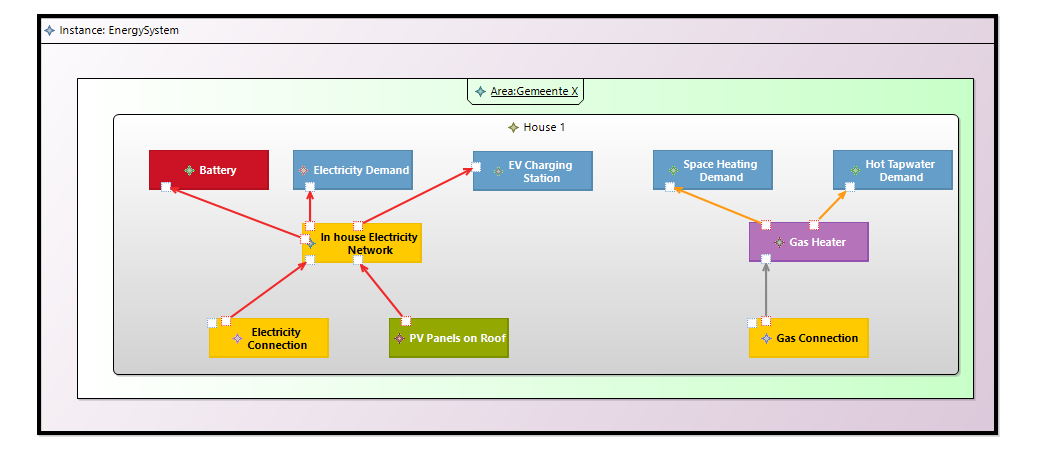 Instance: EnergySystem
Area:Gemeente X
House 1
Battery
Electricity Demand
EV Charging
Station
Space Heating
Demand
Hot Tapwater
Demand
In house Electricity
Network
Gas Heater
Electricity
Connection
PV Panels on Roof
Gas Connection